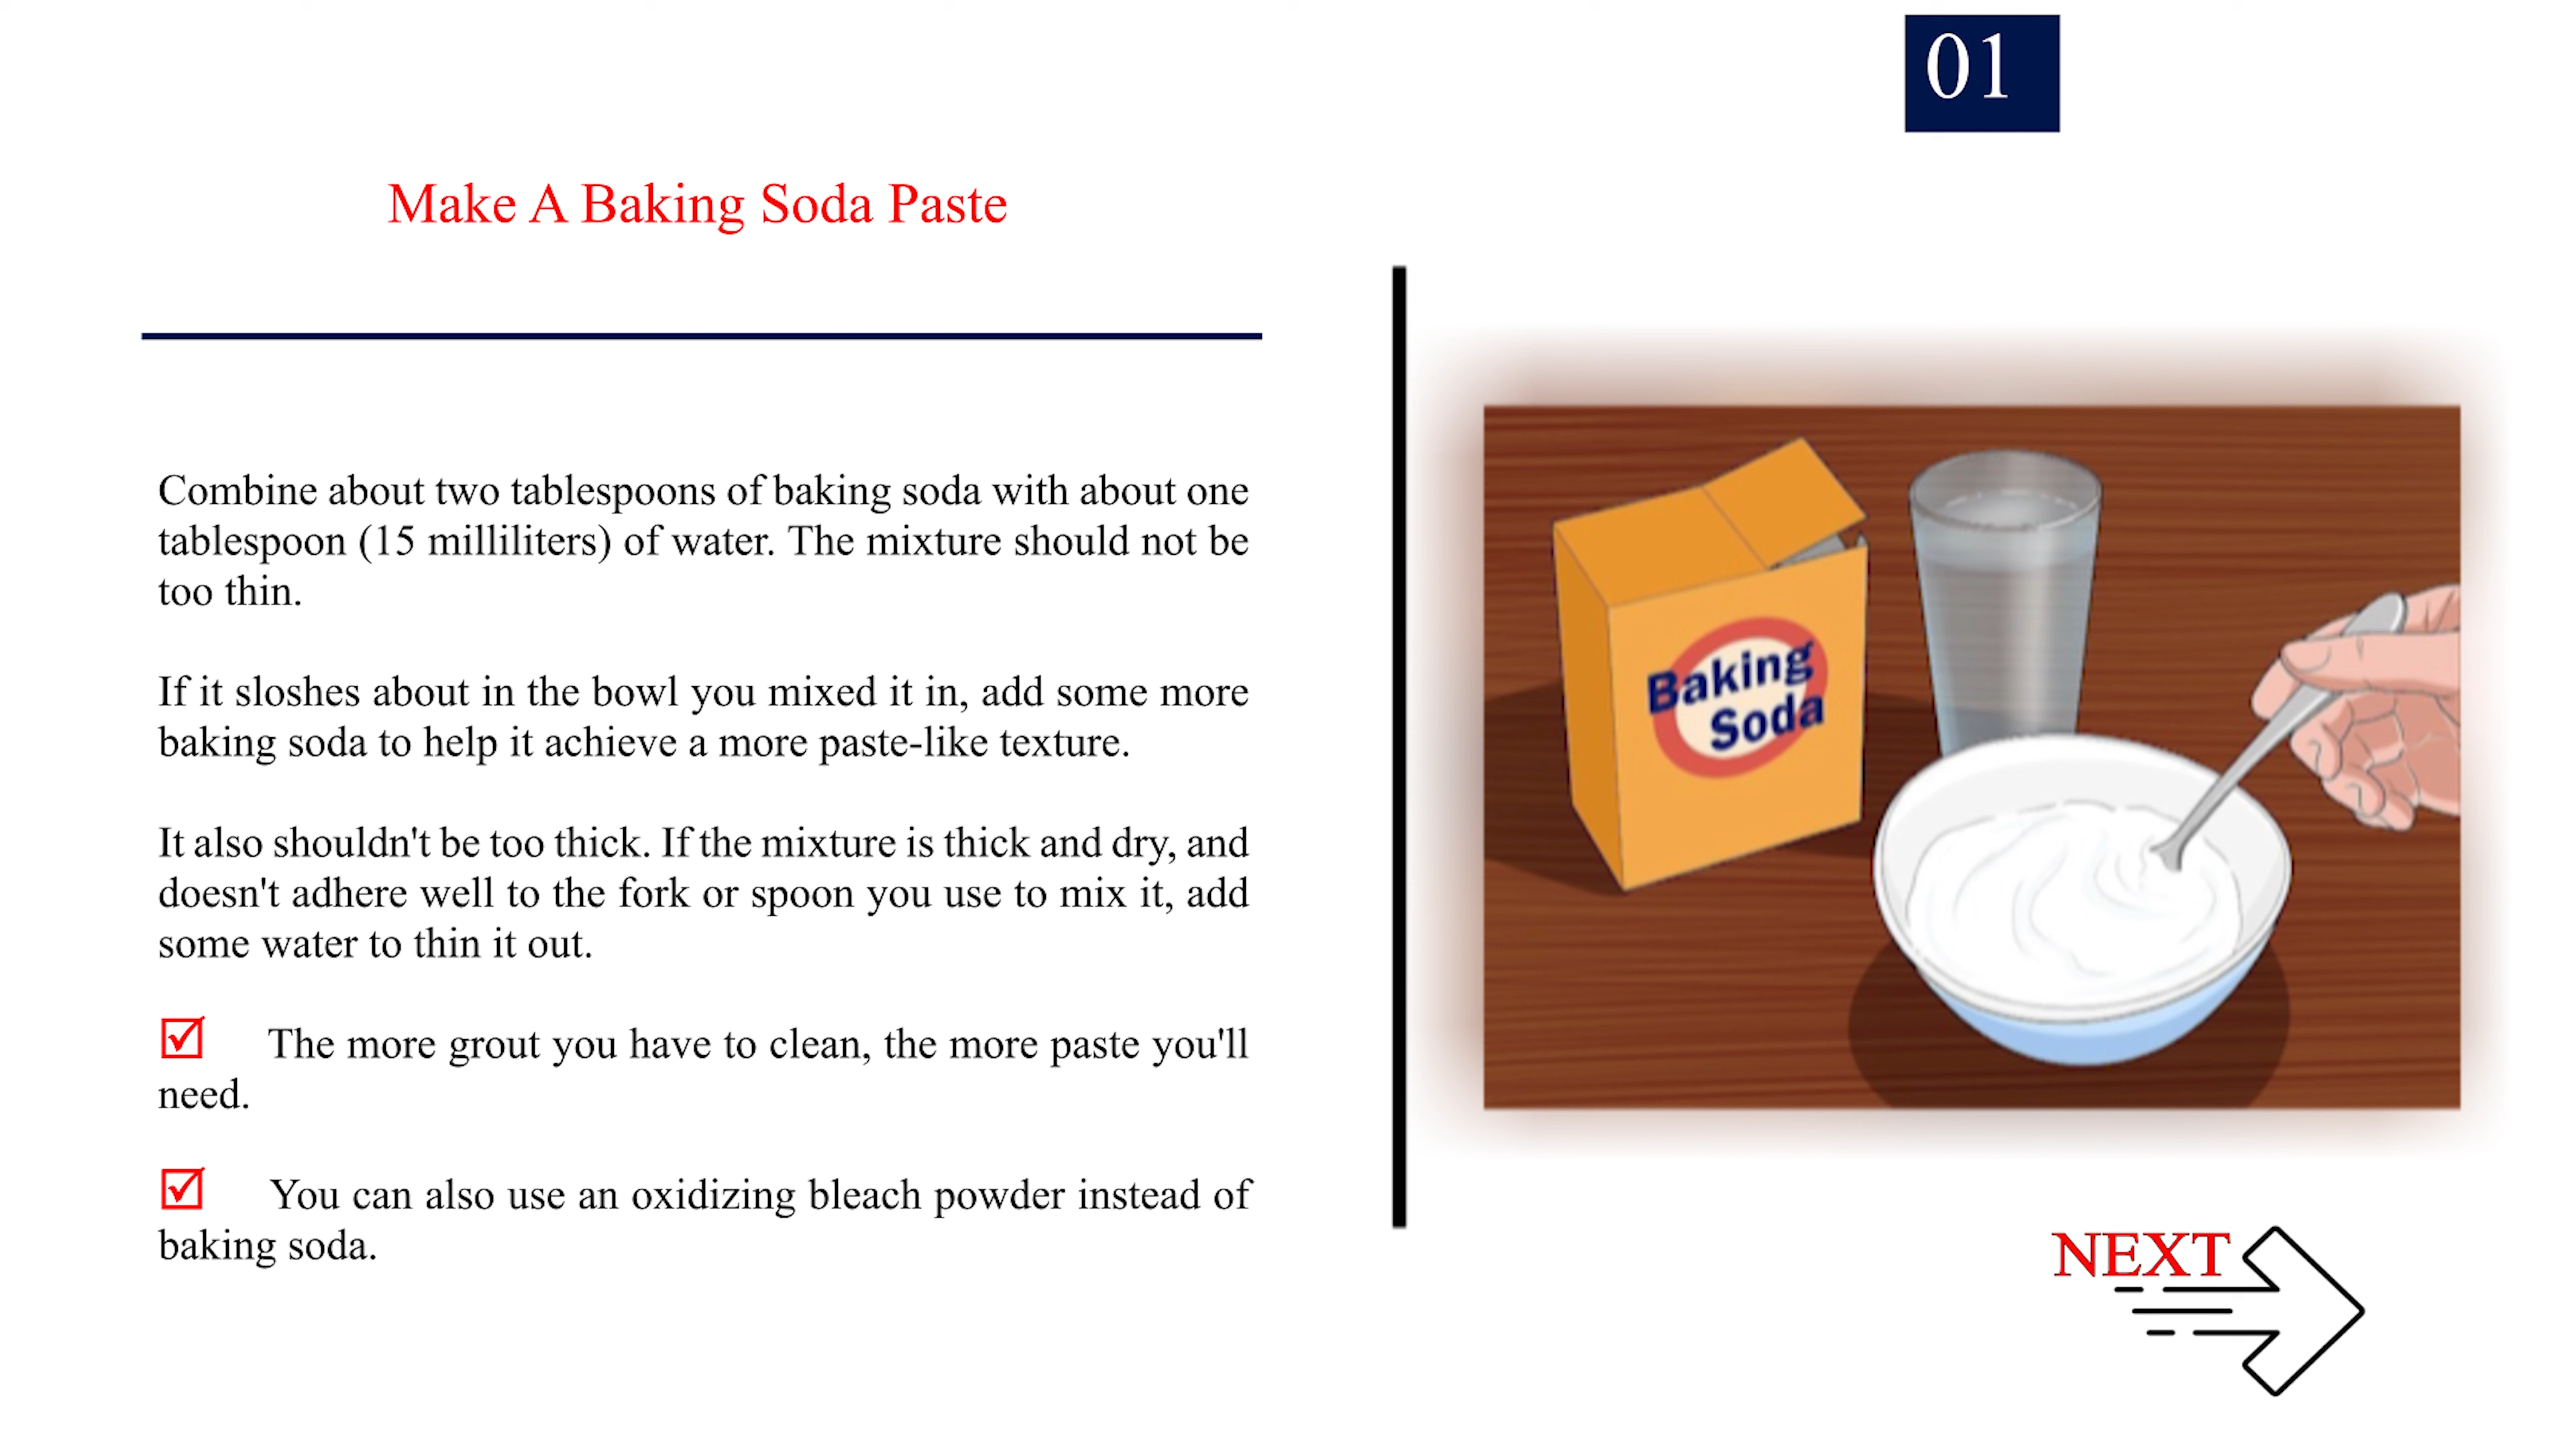 01
Make A Baking Soda Paste
Combine about two tablespoons of baking soda with about one
tablespoon (15 milliliters) of water. The mixture should not be
too thin.
If it sloshes about in the bowl you mixed it in, add some more
baking soda to help it achieve a more paste-like texture.
It also shouldn't be too thick. If the mixture is thick and dry, and
doesn't adhere well to the fork or spoon you use to mix it, add
some water to thin it out.
The more grout you have to clean, the more paste you'll
need.
You can also use an oxidizing bleach powder instead of
baking soda.
Baking
Soda
NEXT